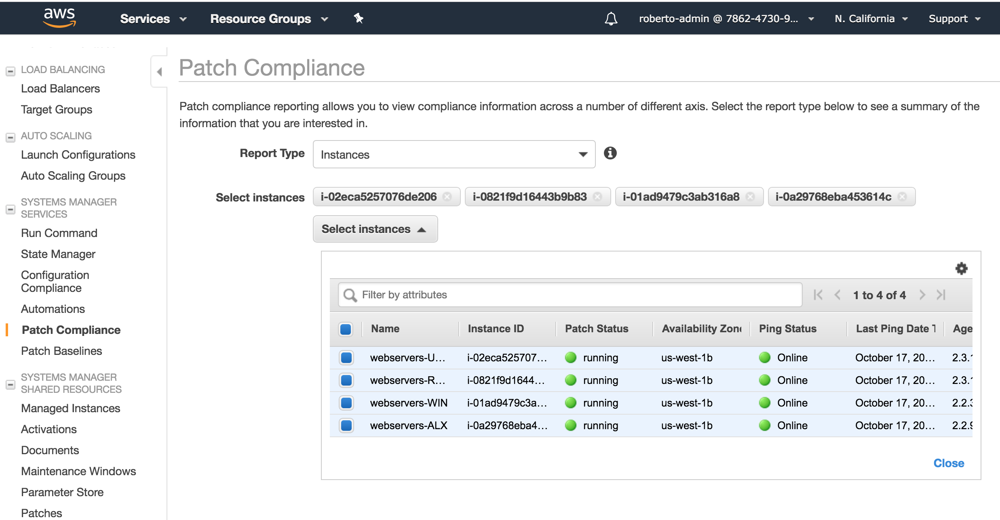 aws Services Resource Groups roberto-admin @ 7862-4730-9... N. California Support
LOAD BALANCING
Load Balancers
Target Groups
AUTO SCALING
Launch Configurations
Auto Scaling Groups
SYSTEMS MANAGER
SERVICES
Run Command
State Manager
Configuration
Compliance
Automations
Patch Compliance
Patch Baselines
SYSTEMS MANAGER
SHARED RESOURCES
Managed Instances
Activations
Documents
Maintenance Windows
Parameter Store
Patches
Patch Compliance
Patch compliance reporting allows you to view compliance information across a number of different axis. Select the report type below to see a summary of the
information that you are interested in.
Report Type Instances
Select instances i-02eca5257076de206 i-0821f9d16443b9b83 i-01ad9479c3ab316a8 i-0a29768eba453614c
Select instances
Filter by attributes 1 to 4 of 4
Name Instance ID Patch Status Availability Zon Ping Status Last Ping Date Age
webservers-U... i-02eca525707... running us-west-1b Online October 17, 20... 2.3.1
webservers-R... i-0821f9d1644... running us-west-1b Online October 17, 20... 2.3.1
webservers-WIN i-01ad9479c3a... running us-west-1b Online October 17, 20... 2.2.3
webservers-ALX i-0a29768eba4... running us-west-1b Online October 17, 20... 2.2.9
Close